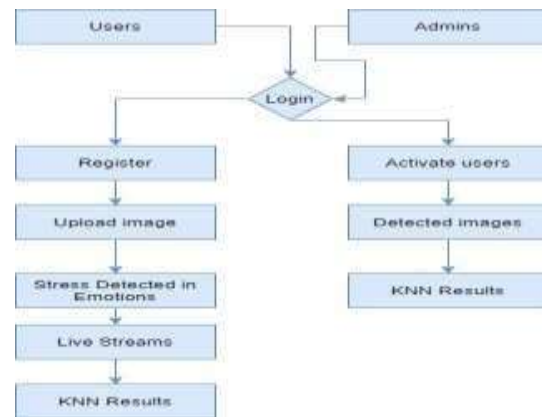 Users
Admins
Login
Register
Activate users
Upload image
Detected images
Stress Detected in
Emotions
KNN Results
Live Streams
KNN Results